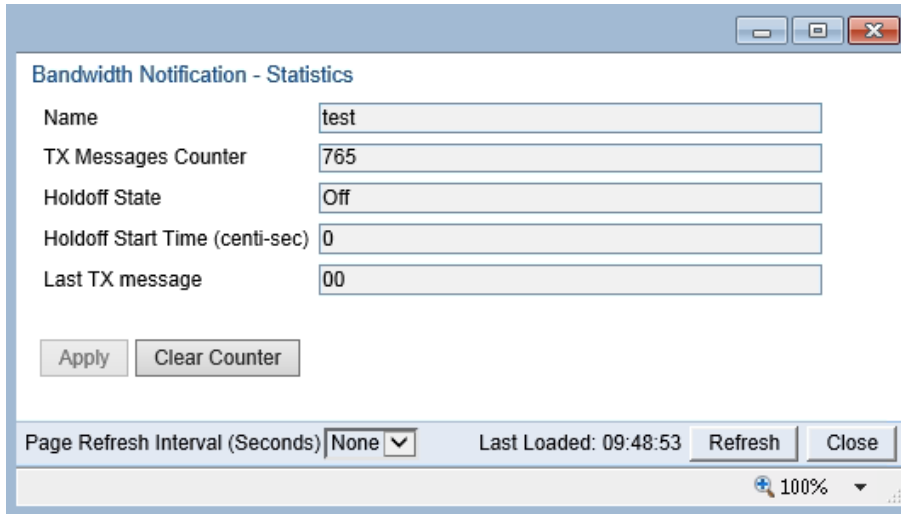 Bandwidth Notification - Statistics
Name test
TX Messages Counter 765
Holdoff State Off
Holdoff Start Time (centi-sec) 0
Last TX message 00
Apply Clear Counter
Page Refresh Interval (Seconds) None Last Loaded: 09:48:53 Refresh Close
100%